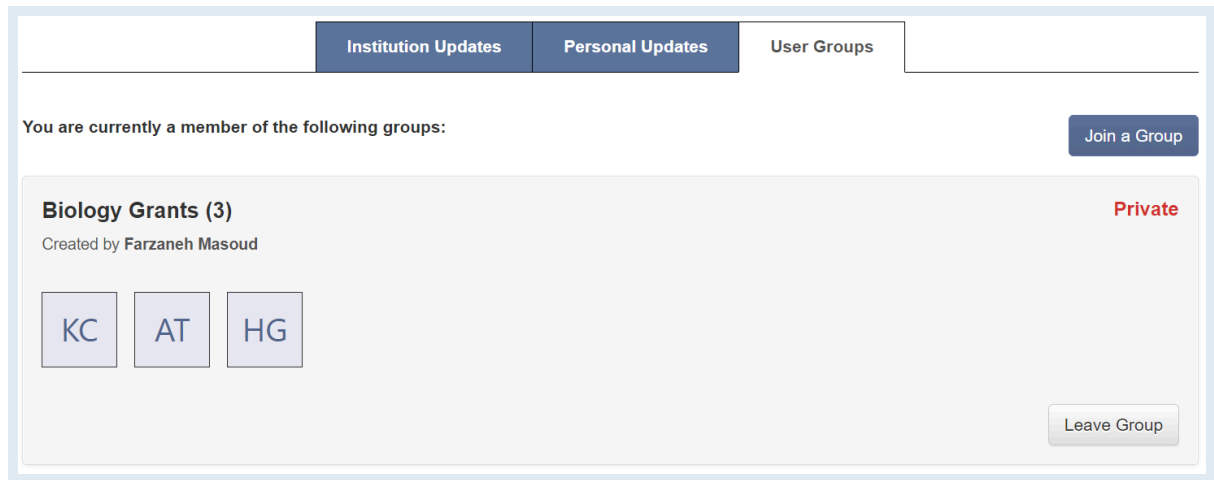 Institution Updates Personal Updates User Groups
You are currently a member of the following groups:
Join a Group
Biology Grants (3)
Private
Created by Farzaneh Masoud
KC AT HG
Leave Group